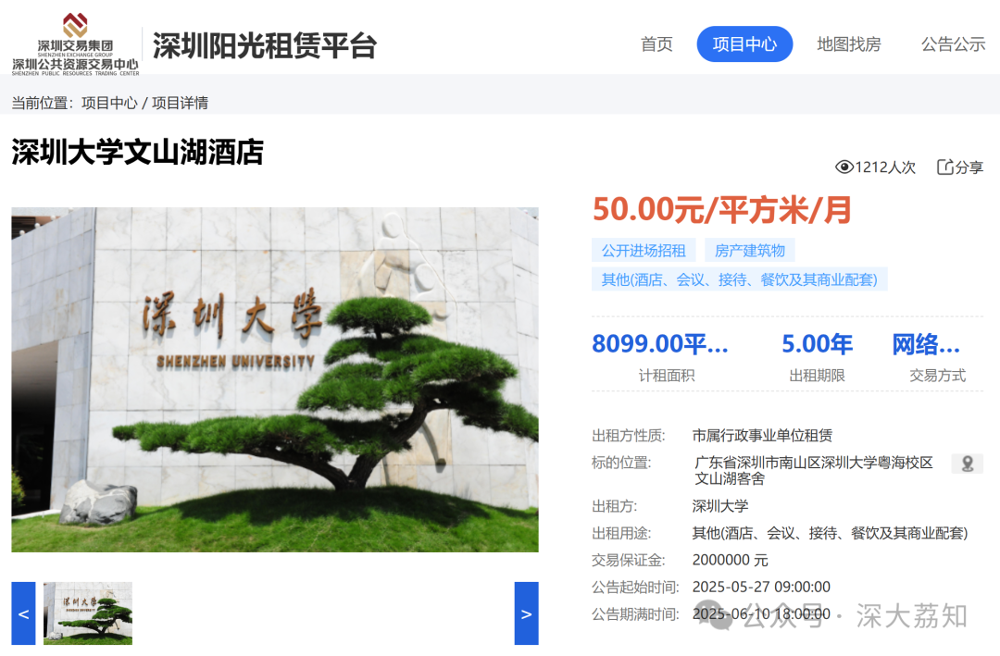 深圳交易集团
SHENZHEN EXCHANGE GROUP
深圳公共资源交易中心
SHENZHEN PUBLIC RESOURCES TRADING CENTER
深圳阳光租赁平台
首页
项目中心
地图找房
公告公示
当前位置：项目中心 / 项目详情
深圳大学文山湖酒店
1212人次
分享
深圳大學
SHENZHEN UNIVERSITY
50.00元/平方米/月
公开进场招租
房产建筑物
其他(酒店、会议、接待、餐饮及其商业配套)
8099.00平...
5.00年
网络...
计租面积
出租期限
交易方式
出租方性质: 市属行政事业单位租赁
标的位置: 广东省深圳市南山区深圳大学粤海校区
文山湖客舍
出租方: 深圳大学
出租用途: 其他(酒店、会议、接待、餐饮及其商业配套)
交易保证金: 2000000 元
公告起始时间: 2025-05-27 09:00:00
公告期满时间: 2025-06-10 18:00:00
公众号 · 深大荔知
<
深圳大學
SHENZHEN UNIVERSITY
>